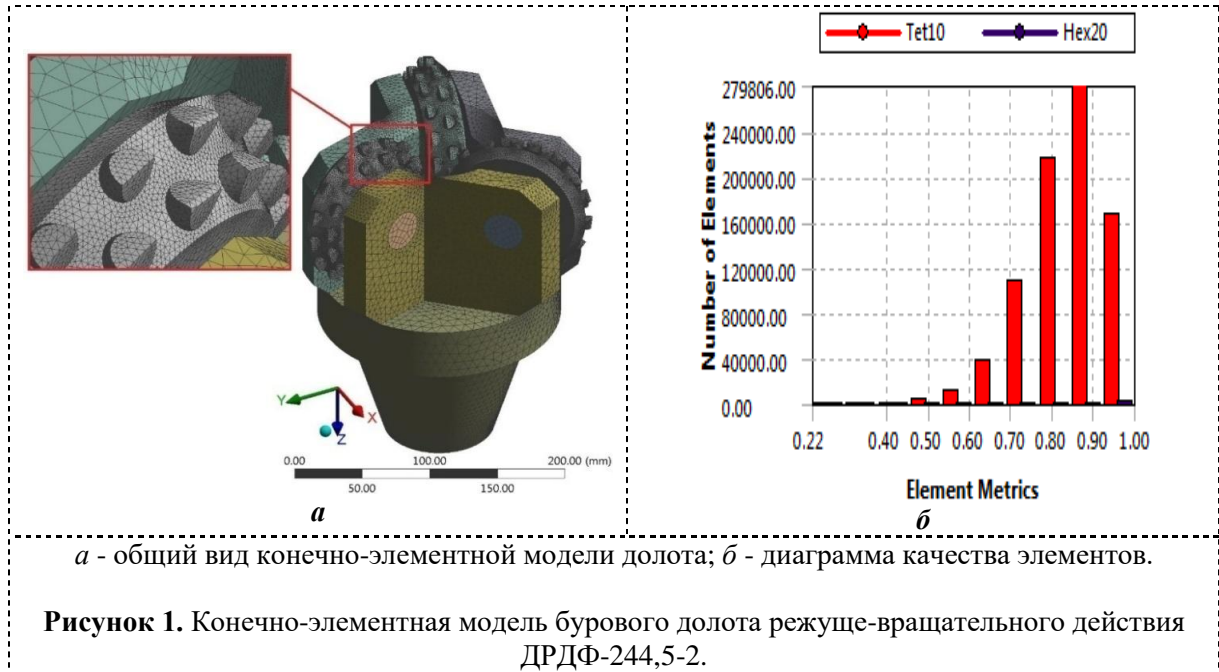 Y
X
Z
0.00 100.00 200.00 (mm)
50.00 150.00
а
Tet10 Hex20
Number of Elements
279806.00
240000.00
200000.00
160000.00
120000.00
80000.00
40000.00
0.00
0.22 0.40 0.50 0.60 0.70 0.80 0.90 1.00
Element Metrics
б
а - общий вид конечно-элементной модели долота; б - диаграмма качества элементов.
Рисунок 1. Конечно-элементная модель бурового долота режуще-вращательного действия
ДРДФ-244,5-2.